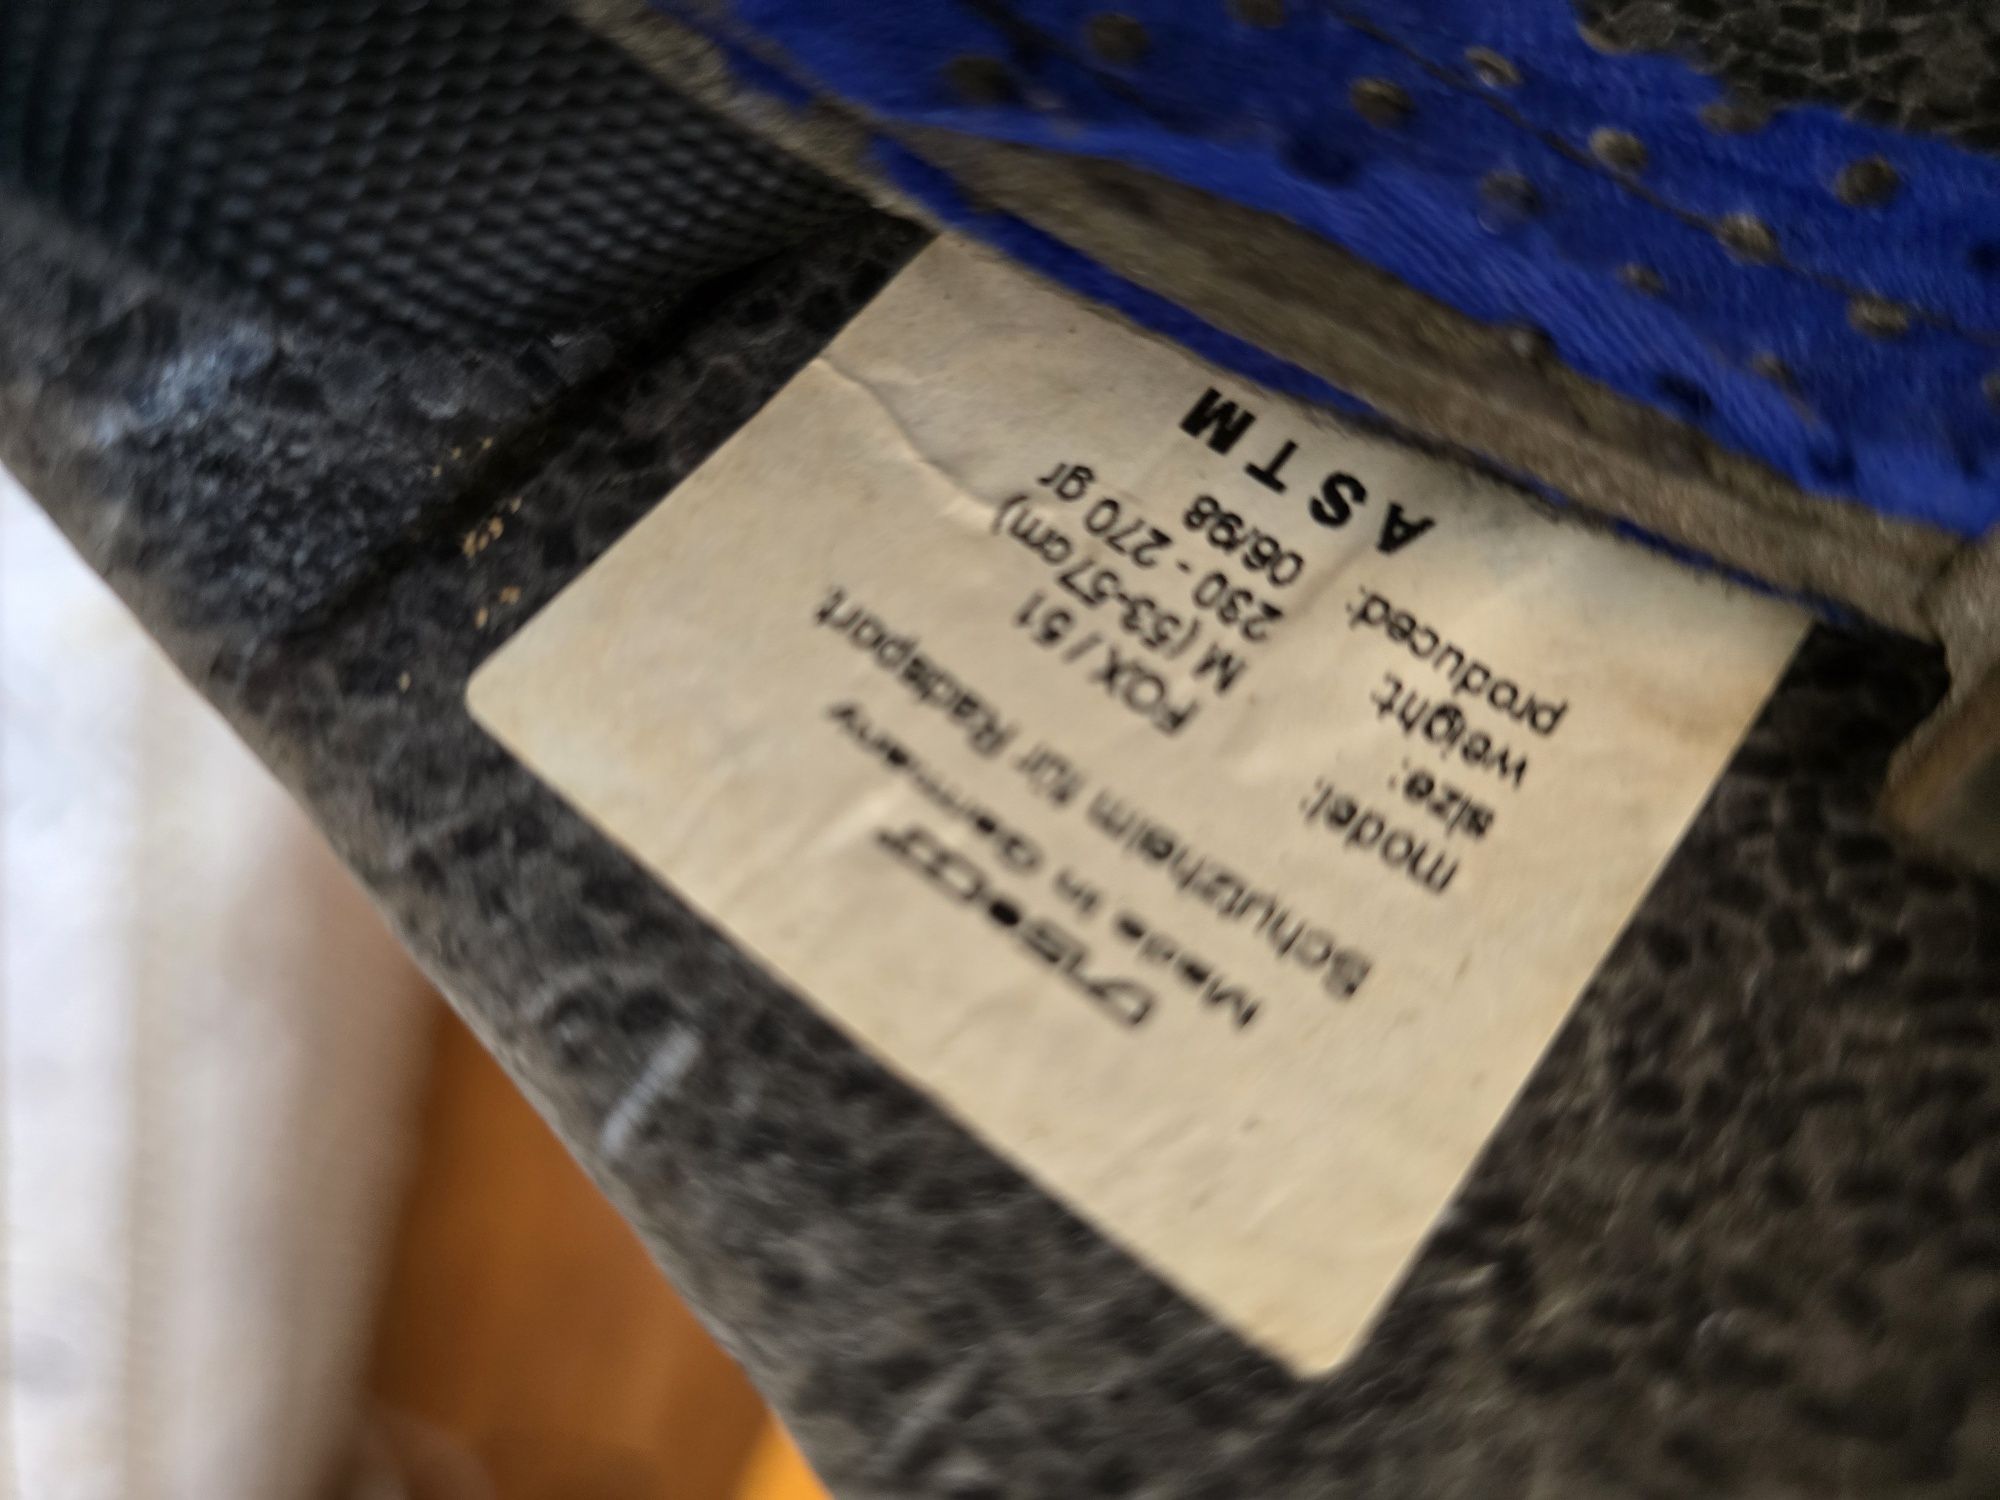 Made in Germany
Schutzhelm für Radsport
model: FOX / 51
size: M (53-57cm)
weight: 230 - 270 gr
produced: 06/98
ASTM